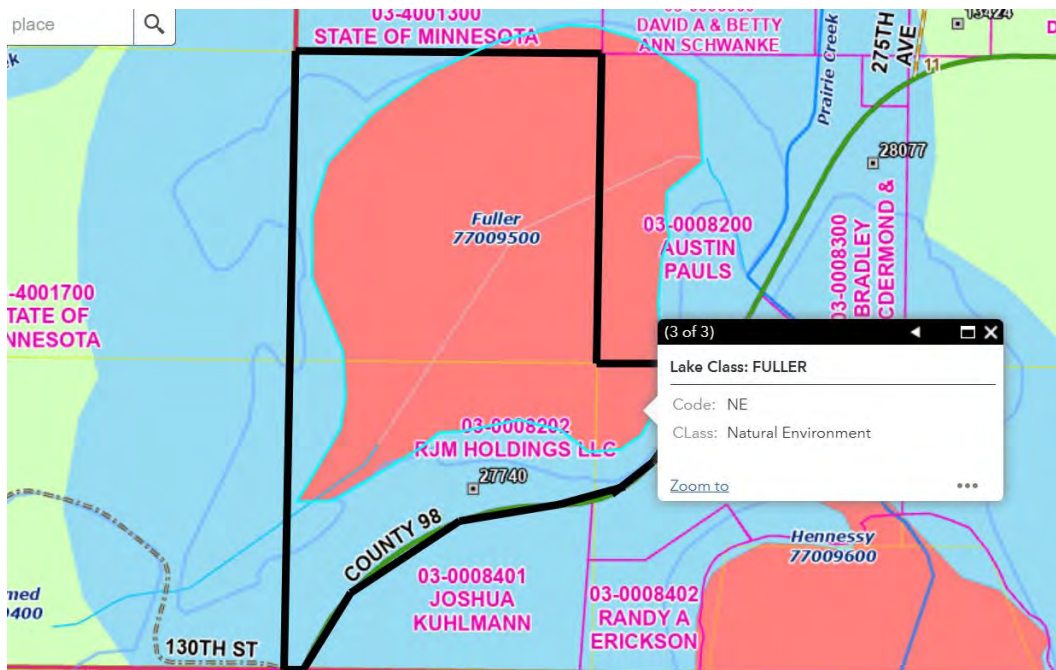 place
03-4001300
STATE OF MINNESOTA
DAVID A & BETTY
ANN SCHWANKE
13424
275TH
AVE
11
Prairie Creek
28077
Fuller
77009500
03-0008200
AUSTIN
PAULS
03-0008300
BRADLEY
CDERMOND &
-4001700
TATE OF
NNESOTA
(3 of 3)
Lake Class: FULLER
Code: NE
CLass: Natural Environment
Zoom to
03-0008202
RJM HOLDINGS LLC
27740
COUNTY 98
Hennessy
77009600
03-0008401
JOSHUA
KUHLMANN
03-0008402
RANDY A
ERICKSON
med
9400
130TH ST